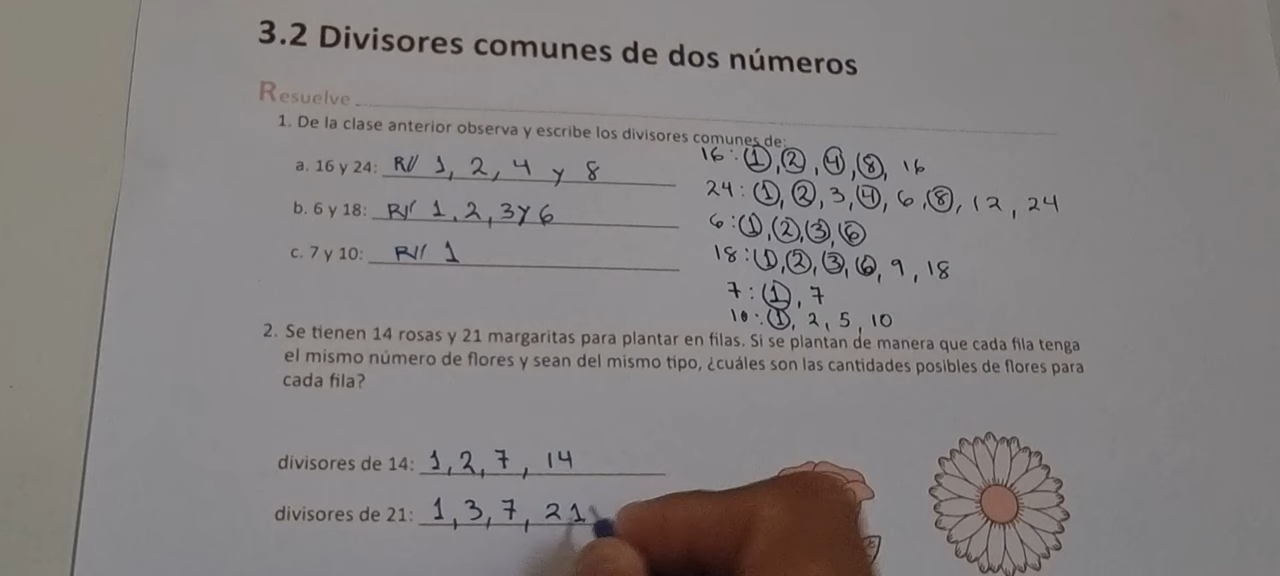 3.2 Divisores comunes de dos números
Resuelve
1. De la clase anterior observa y escribe los divisores comunes de:
a. 16 y 24: R// 1, 2, 4 y 8
b. 6 y 18: R// 1, 2, 3 y 6
c. 7 y 10: R// 1
16: 1, 2, 4, 8, 16
24: 1, 2, 3, 4, 6, 8, 12, 24
6: 1, 2, 3, 6
18: 1, 2, 3, 6, 9, 18
7: 1, 7
10: 1, 2, 5, 10
2. Se tienen 14 rosas y 21 margaritas para plantar en filas. Si se plantan de manera que cada fila tenga
el mismo número de flores y sean del mismo tipo, ¿cuáles son las cantidades posibles de flores para
cada fila?
divisores de 14: 1, 2, 7, 14
divisores de 21: 1, 3, 7, 21